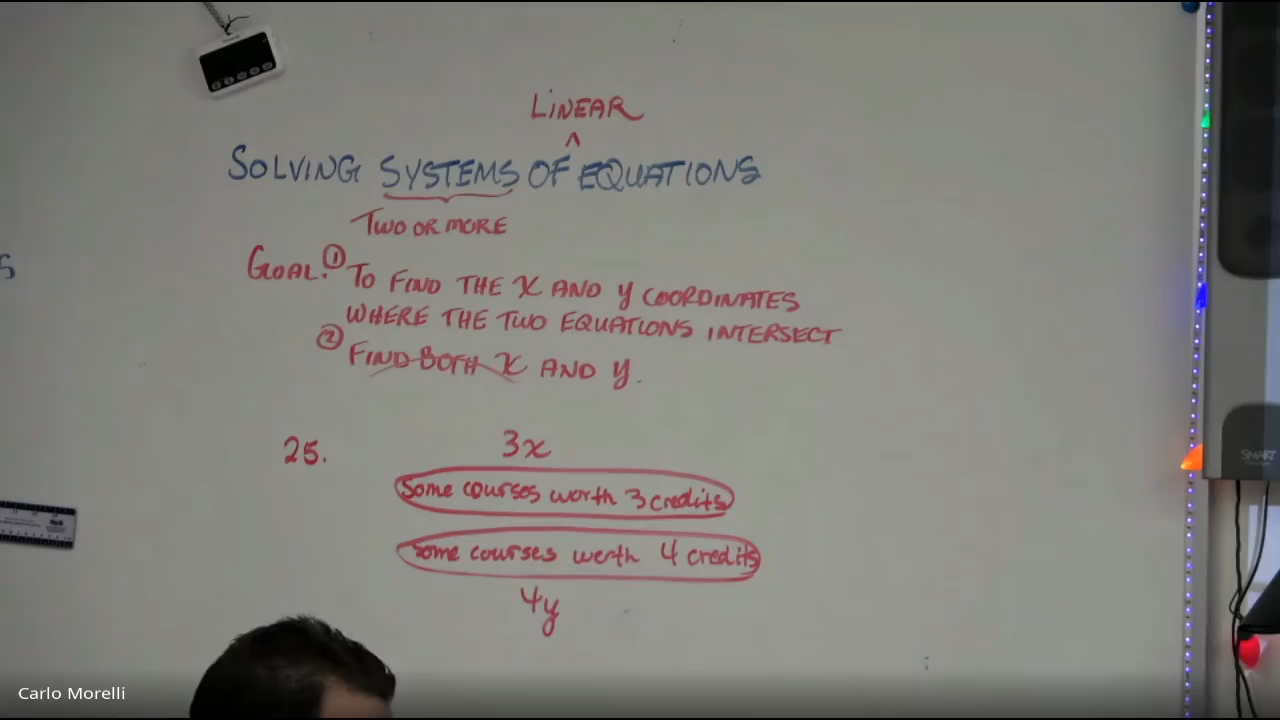 LINEAR
^
SOLVING SYSTEMS OF EQUATIONS
TWO OR MORE
GOAL: ① TO FIND THE X AND Y COORDINATES
WHERE THE TWO EQUATIONS INTERSECT
② FIND BOTH X AND Y.
25.
3x
Some courses worth 3 credits
Some courses worth 4 credits
4y
S
SMART
Carlo Morelli